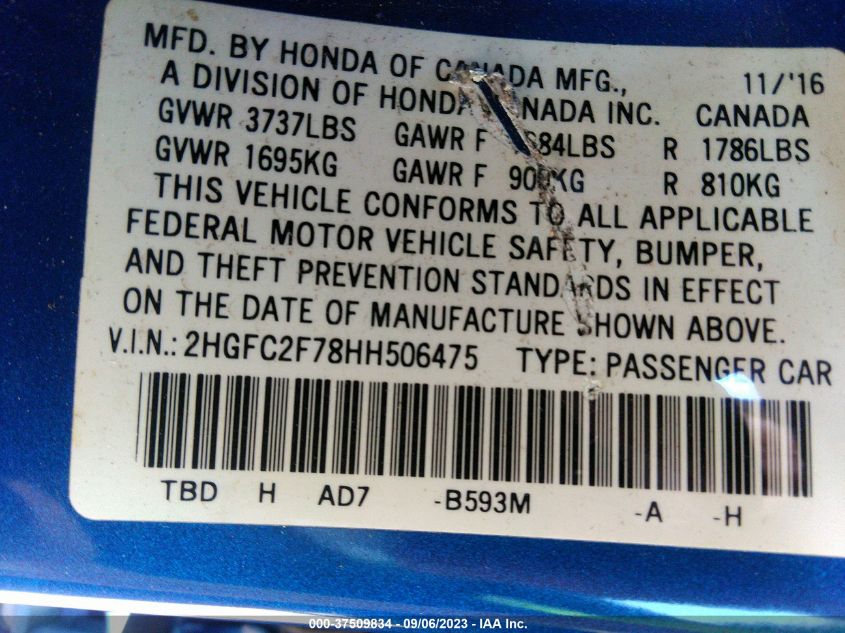 MFD. BY HONDA OF CANADA MFG., 11/'16
A DIVISION OF HONDA CANADA INC. CANADA
GVWR 3737LBS GAWR F R 1786LBS
GVWR 1695KG GAWR F R 810KG
THIS VEHICLE CONFORMS TO ALL APPLICABLE
FEDERAL MOTOR VEHICLE SAFETY, BUMPER,
AND THEFT PREVENTION STANDARDS IN EFFECT
ON THE DATE OF MANUFACTURE SHOWN ABOVE.
V.I.N.: 2HGFC2F78HH506475 TYPE: PASSENGER CAR
TBD H AD7 -B593M -A -H
000-37509834 - 09/06/2023 - IAA Inc.